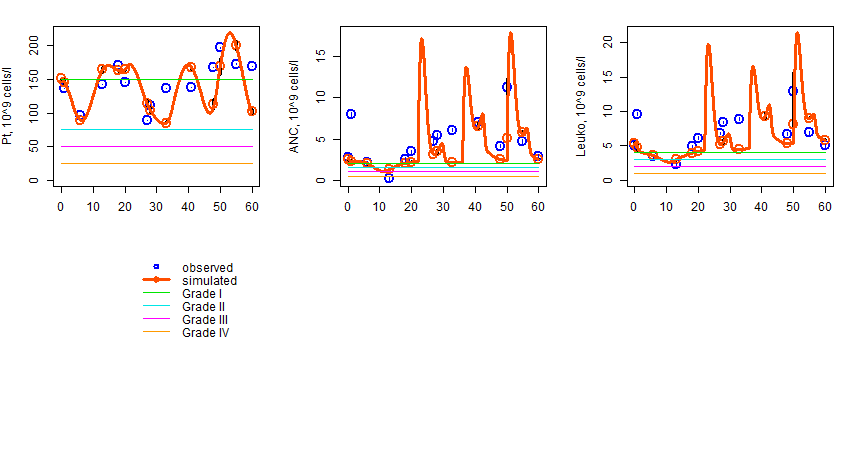 Pt, 10^9 cells/l
0 50 100 150 200
0 10 20 30 40 50 60
ANC, 10^9 cells/l
0 5 10 15
0 10 20 30 40 50 60
Leuko, 10^9 cells/l
0 5 10 15 20
0 10 20 30 40 50 60
observed
simulated
Grade I
Grade II
Grade III
Grade IV